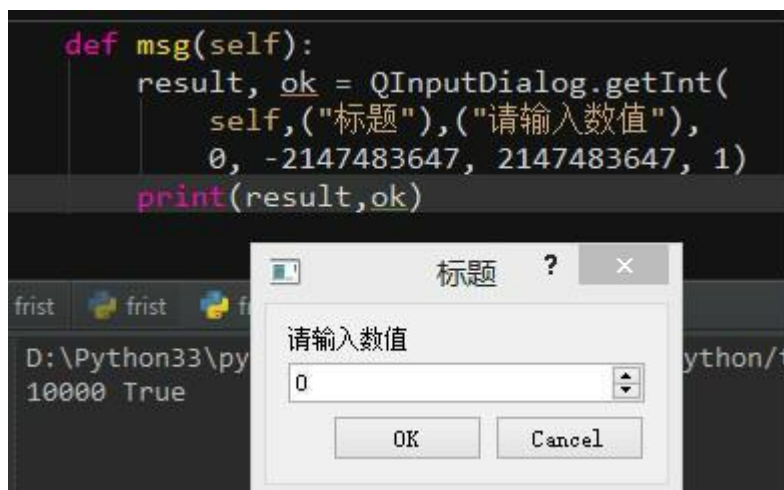 def msg(self):
result, ok = QInputDialog.getInt(
self,("标题"),("请输入数值"),
0, -2147483647, 2147483647, 1)
print(result,ok)
标题 ?
frist frist
请输入数值
D:\Python33\py ython/
10000 True
0
OK Cancel